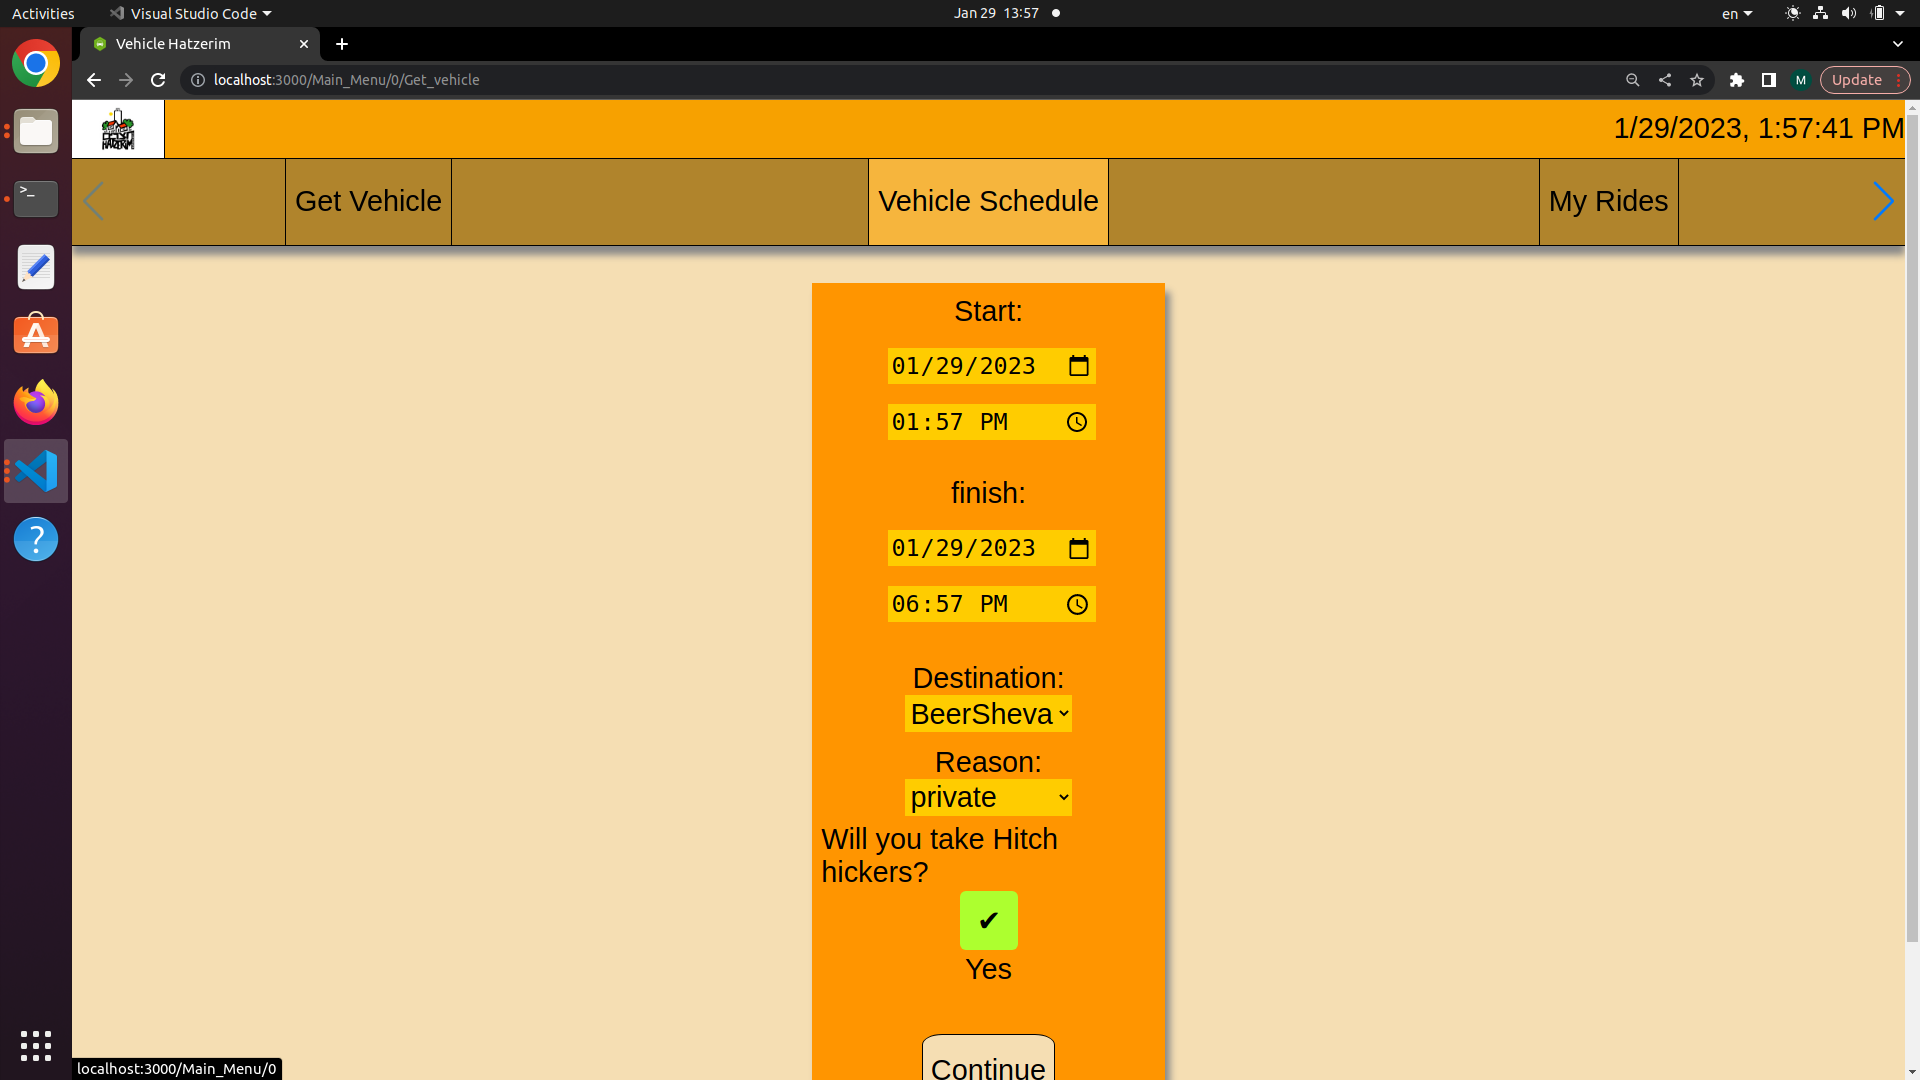 Activities
Visual Studio Code
Jan 29 13:57
en
Vehicle Hatzerim
localhost:3000/Main_Menu/0/Get_vehicle
M
Update
HATZERIM
1/29/2023, 1:57:41 PM
Get Vehicle
Vehicle Schedule
My Rides
Start:
01/29/2023
01:57 PM
finish:
01/29/2023
06:57 PM
Destination:
BeerSheva
Reason:
private
Will you take Hitch
hickers?
✔
Yes
Continue
localhost:3000/Main_Menu/0